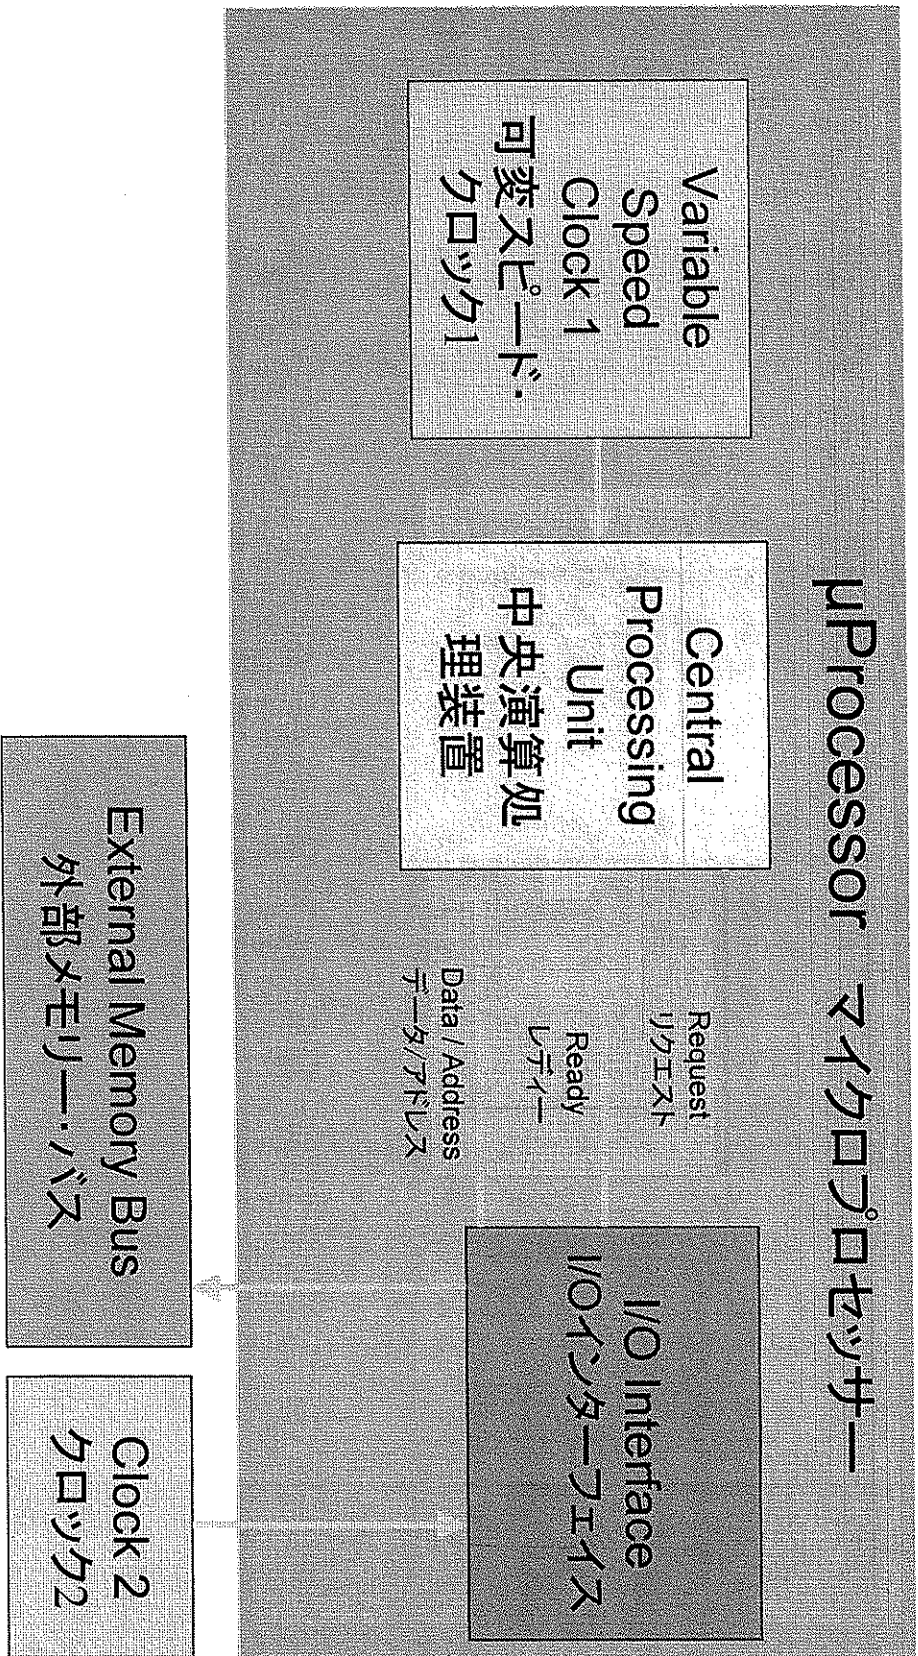 μProcessor マイクロプロセッサー
Variable
Speed
Clock 1
可変スピード・
クロック1
Central
Processing
Unit
中央演算処
理装置
Request
リクエスト
Ready
レディー
Data / Address
データ/アドレス
I/O Interface
I/Oインターフェイス
External Memory Bus
外部メモリー・バス
Clock 2
クロック2